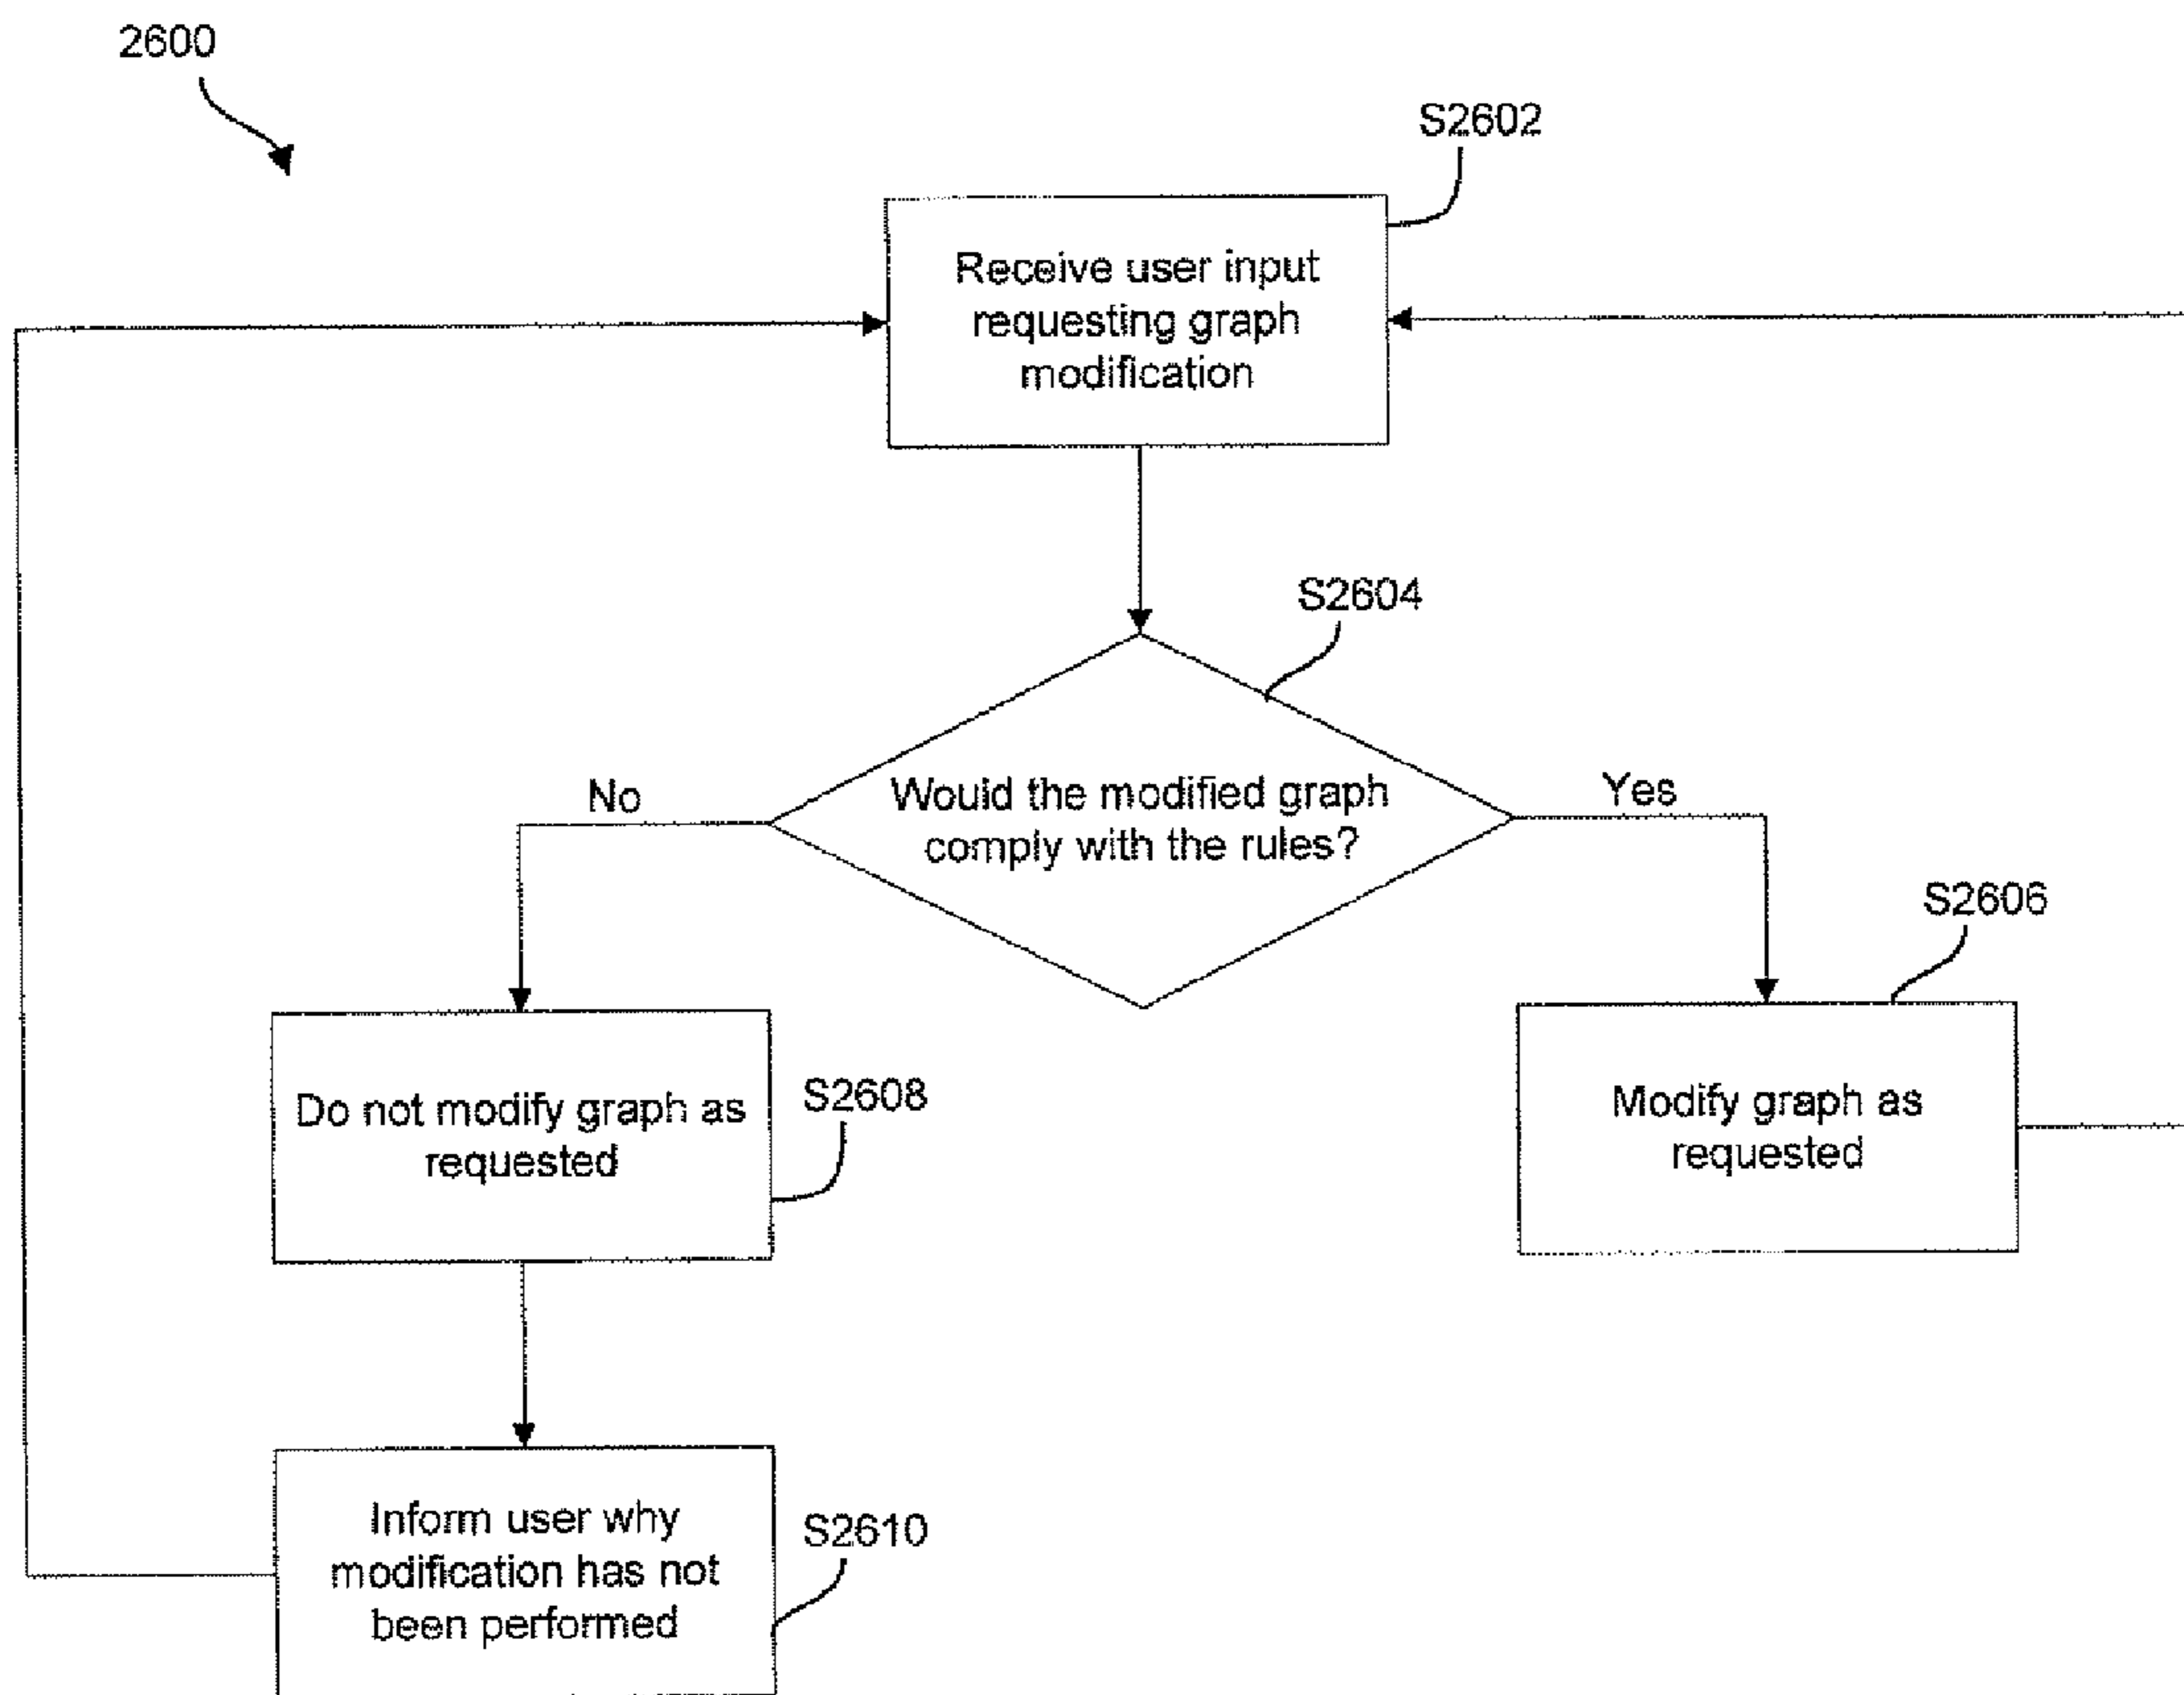 2600
S2602
Receive user input
requesting graph
modification
S2604
Would the modified graph
comply with the rules?
No
Yes
S2606
Modify graph as
requested
Do not modify graph as
requested
S2608
Inform user why
modification has not
been performed
S2610